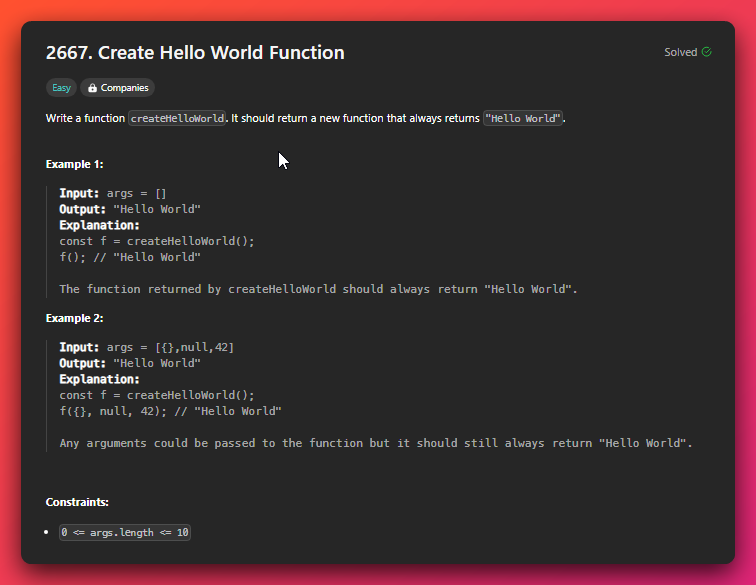 2667. Create Hello World Function
Solved
Easy
Companies
Write a function createHelloWorld. It should return a new function that always returns "Hello World".
Example 1:
Input: args = []
Output: "Hello World"
Explanation:
const f = createHelloWorld();
f(); // "Hello World"
The function returned by createHelloWorld should always return "Hello World".
Example 2:
Input: args = [{},null,42]
Output: "Hello World"
Explanation:
const f = createHelloWorld();
f({}, null, 42); // "Hello World"
Any arguments could be passed to the function but it should still always return "Hello World".
Constraints:
• 0 <= args.length <= 10